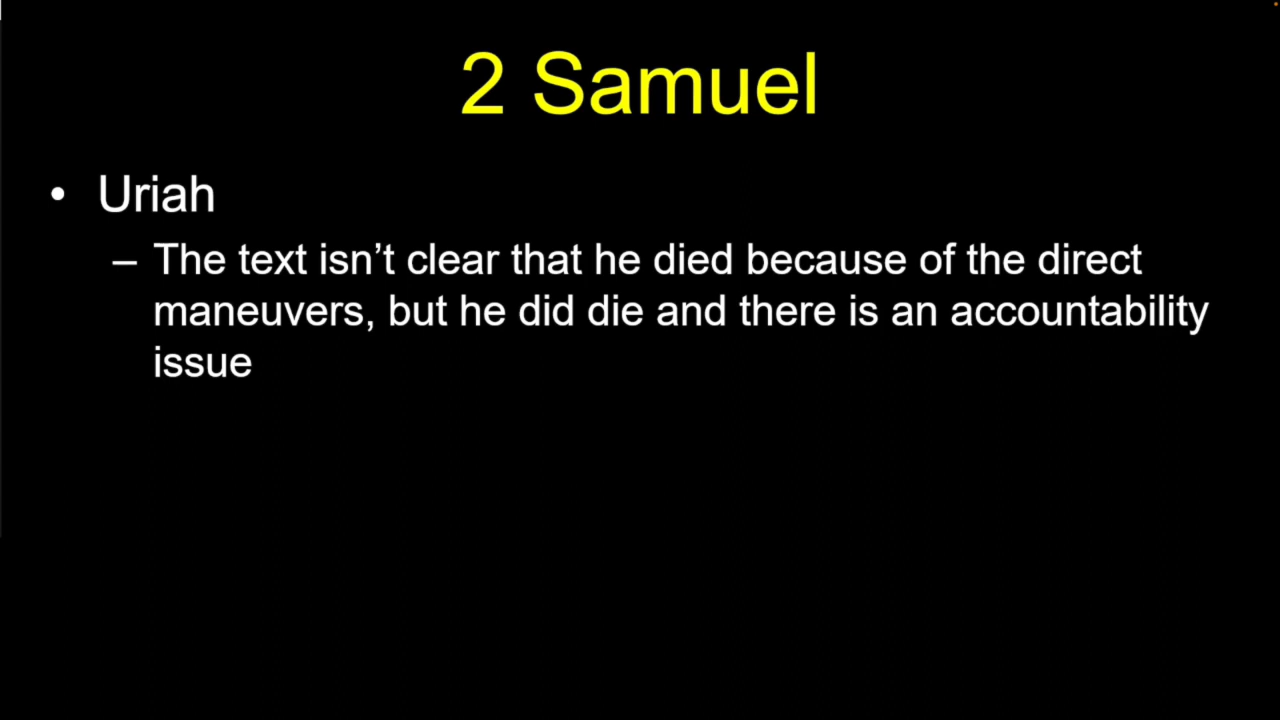 2 Samuel
• Uriah
– The text isn’t clear that he died because of the direct
maneuvers, but he did die and there is an accountability
issue